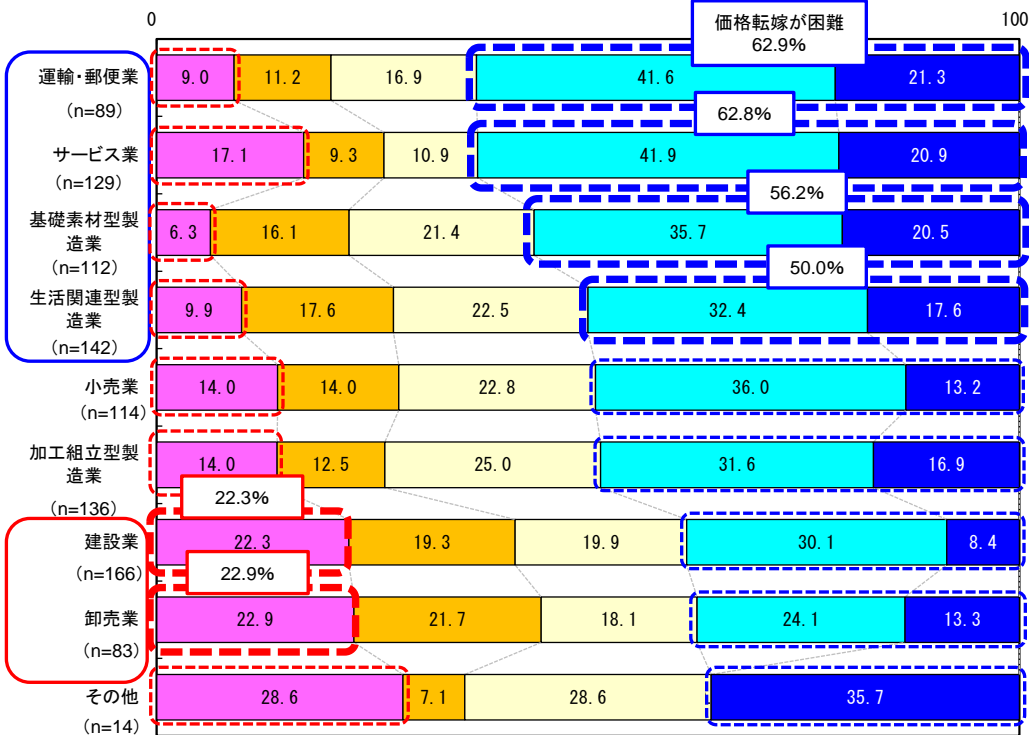 0
100
価格転嫁が困難
62.9%
運輸・郵便業
(n=89)
9.0 11.2 16.9 41.6 21.3
62.8%
サービス業
(n=129)
17.1 9.3 10.9 41.9 20.9
56.2%
基礎素材型製
造業
(n=112)
6.3 16.1 21.4 35.7 20.5
50.0%
生活関連型製
造業
(n=142)
9.9 17.6 22.5 32.4 17.6
小売業
(n=114)
14.0 14.0 22.8 36.0 13.2
加工組立型製
造業
(n=136)
14.0 12.5 25.0 31.6 16.9
22.3%
建設業
(n=166)
22.3 19.3 19.9 30.1 8.4
22.9%
卸売業
(n=83)
22.9 21.7 18.1 24.1 13.3
その他
(n=14)
28.6 7.1 28.6 35.7